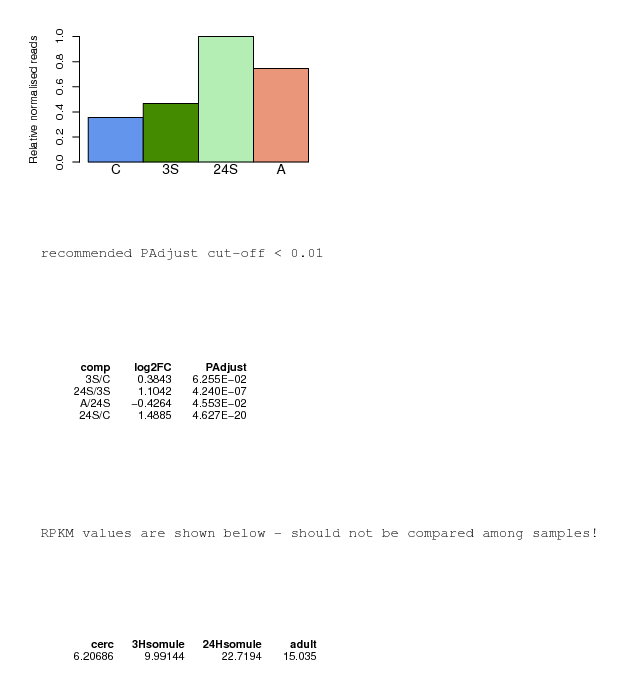 Relative normalised reads
1.0
0.8
0.6
0.4
0.2
0.0
C 3S 24S A
recommended PAdjust cut-off < 0.01
comp log2FC PAdjust
3S/C 0.3843 6.255E−02
24S/3S 1.1042 4.240E−07
A/24S −0.4264 4.553E−02
24S/C 1.4885 4.627E−20
RPKM values are shown below - should not be compared among samples!
cerc 3Hsomule 24Hsomule adult
6.20686 9.99144 22.7194 15.035